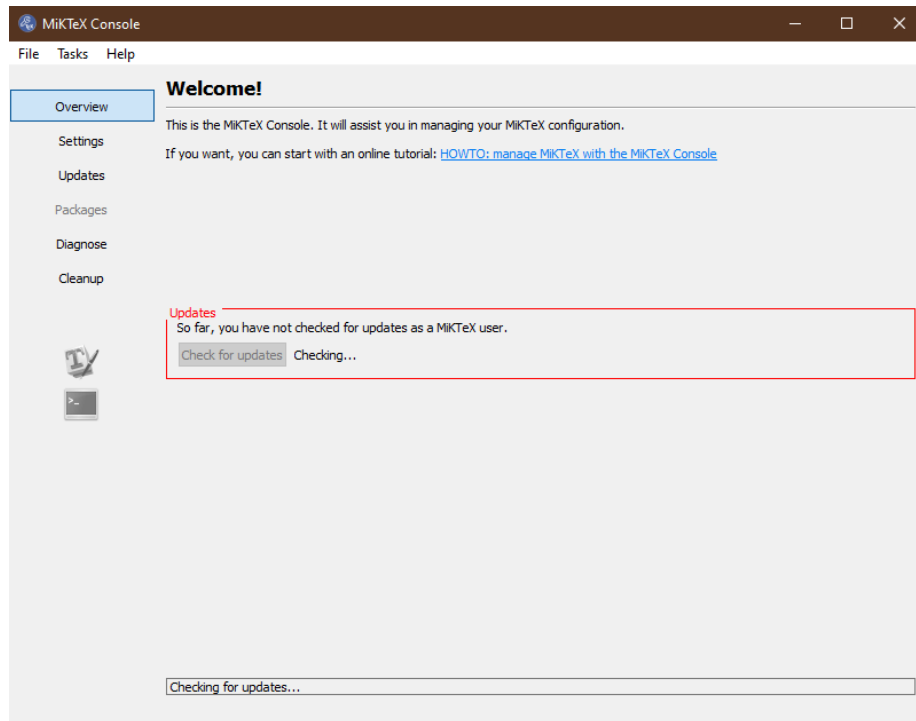 MiKTeX Console
File Tasks Help
Overview
Settings
Updates
Packages
Diagnose
Cleanup
Welcome!
This is the MiKTeX Console. It will assist you in managing your MiKTeX configuration.
If you want, you can start with an online tutorial: HOWTO: manage MiKTeX with the MiKTeX Console
Updates
So far, you have not checked for updates as a MiKTeX user.
Check for updates Checking...
Checking for updates...